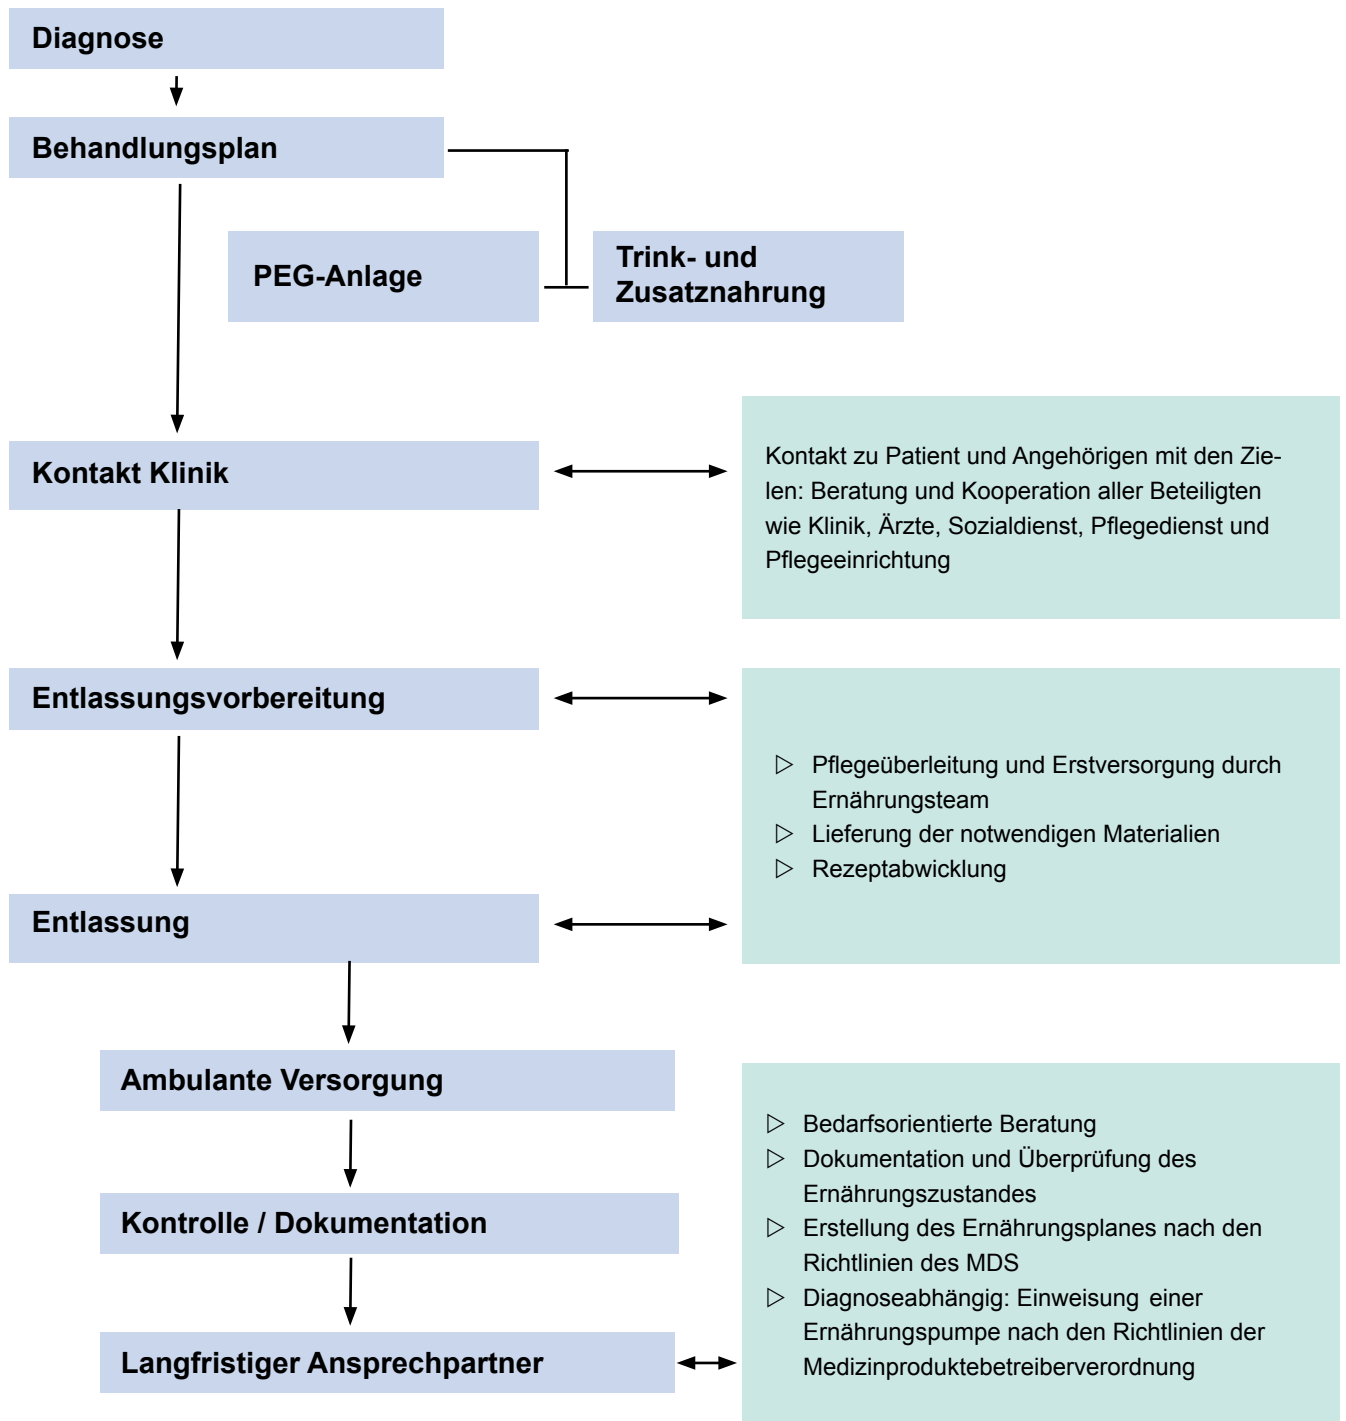 Diagnose
Behandlungsplan
PEG-Anlage
Trink- und
Zusatznahrung
Kontakt Klinik
Kontakt zu Patient und Angehörigen mit den Zie-
len: Beratung und Kooperation aller Beteiligten
wie Klinik, Ärzte, Sozialdienst, Pflegedienst und
Pflegeeinrichtung
Entlassungsvorbereitung
▷ Pflegeüberleitung und Erstversorgung durch
Ernährungsteam
▷ Lieferung der notwendigen Materialien
▷ Rezeptabwicklung
Entlassung
Ambulante Versorgung
Kontrolle / Dokumentation
Langfristiger Ansprechpartner
▷ Bedarfsorientierte Beratung
▷ Dokumentation und Überprüfung des
Ernährungszustandes
▷ Erstellung des Ernährungsplanes nach den
Richtlinien des MDS
▷ Diagnoseabhängig: Einweisung einer
Ernährungspumpe nach den Richtlinien der
Medizinproduktebetreiberverordnung